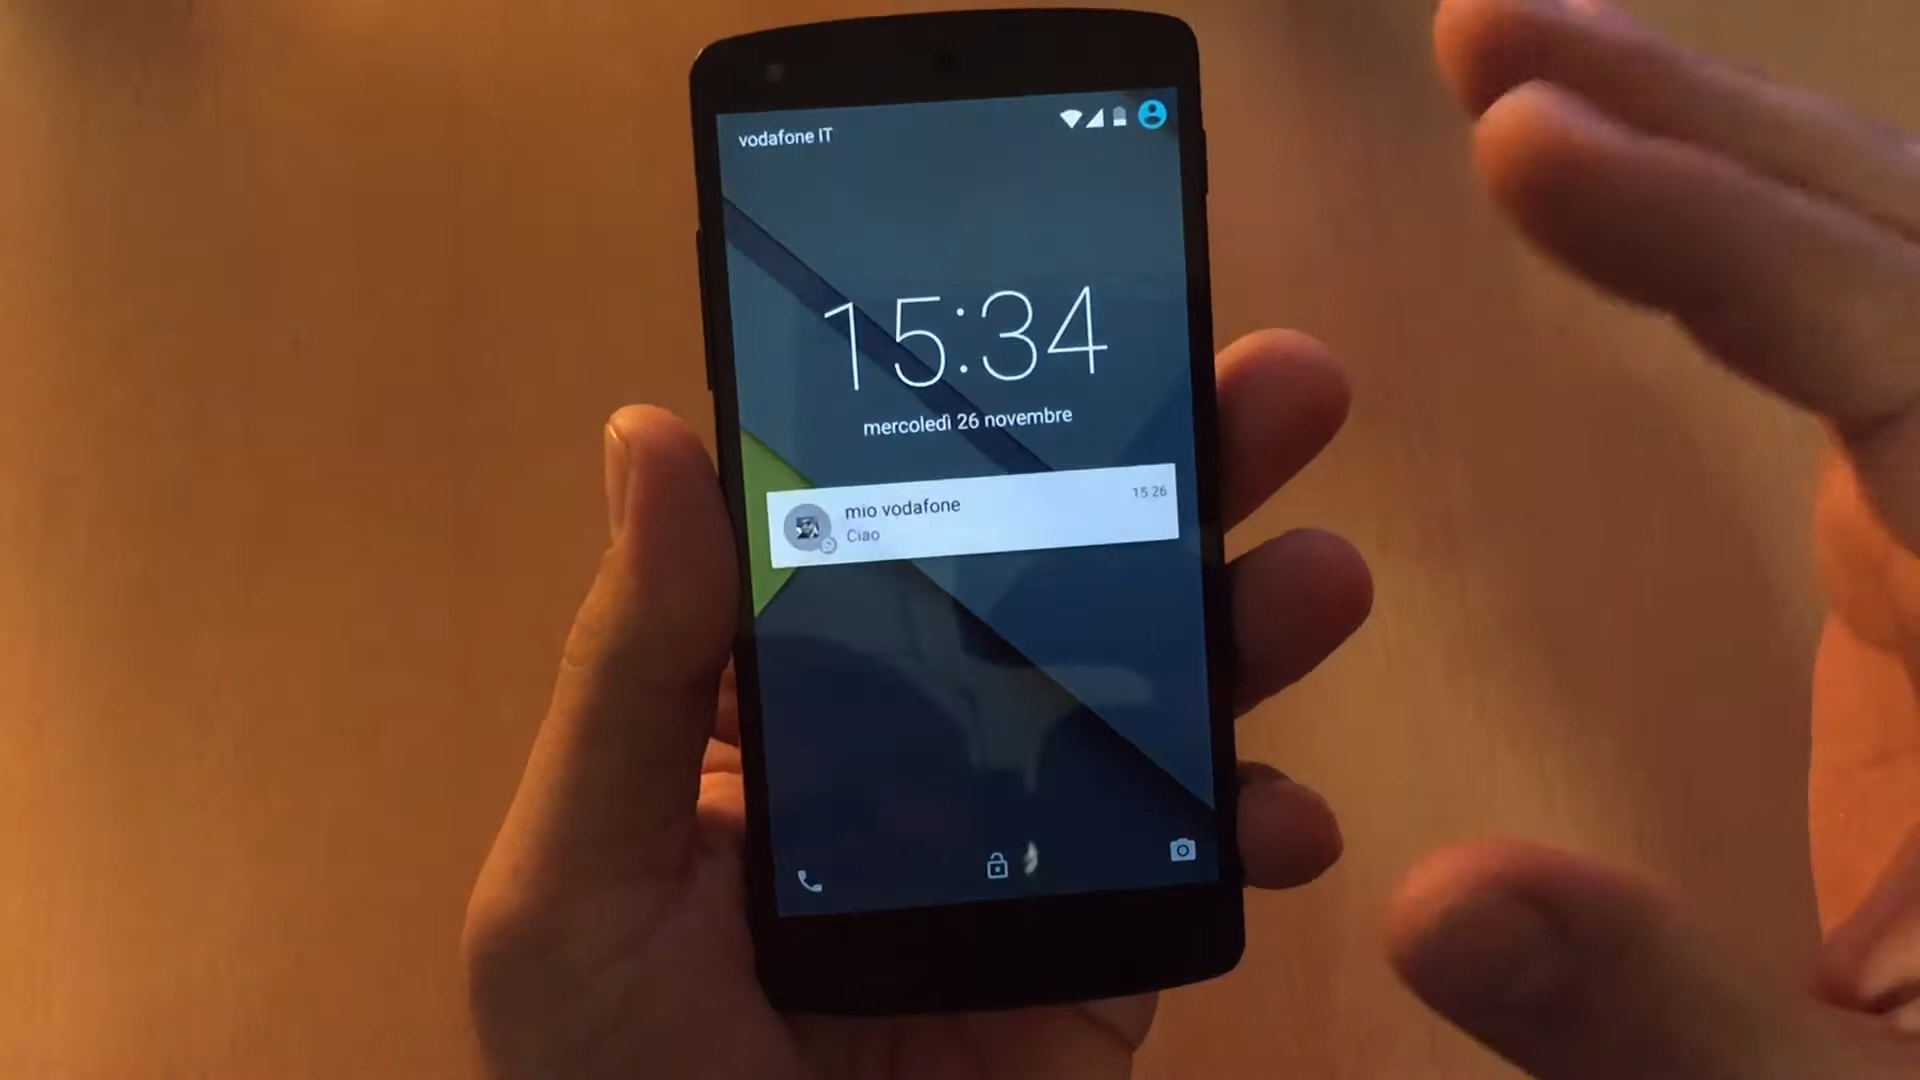 vodafone IT
15:34
mercoledì 26 novembre
mio vodafone
15 26
Ciao